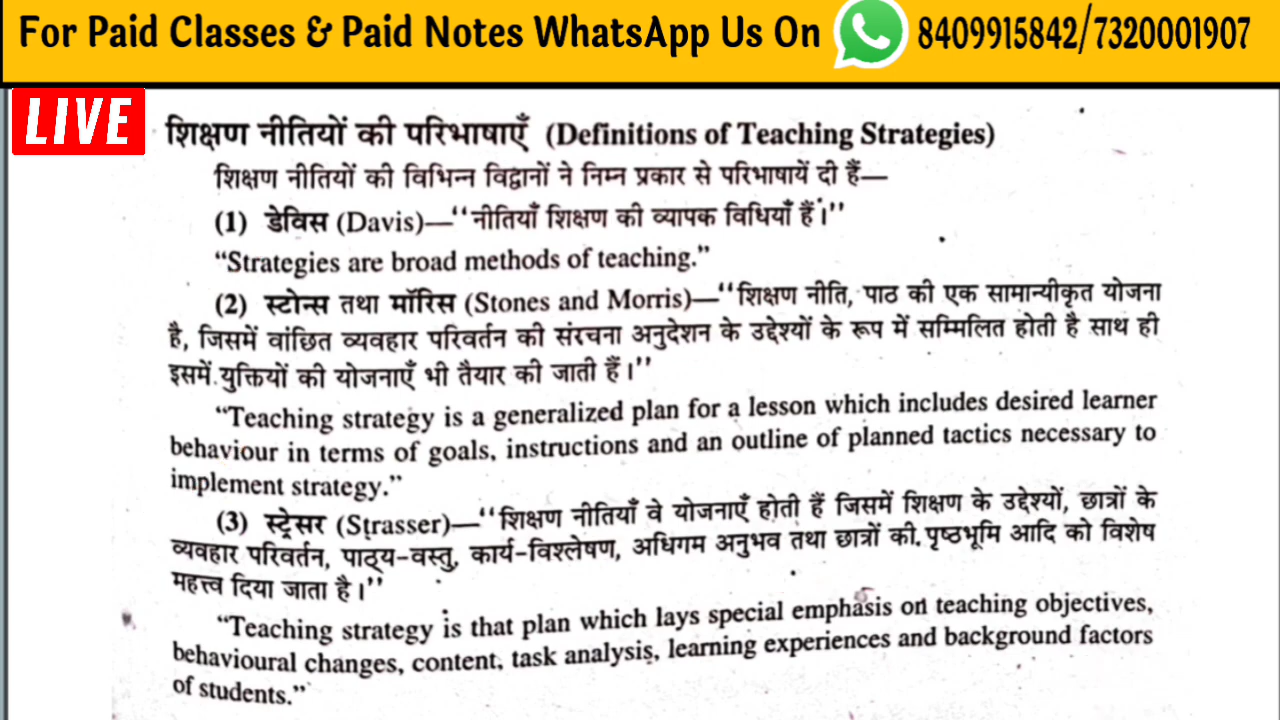 For Paid Classes & Paid Notes WhatsApp Us On 8409915842/7320001907
LIVE
शिक्षण नीतियों की परिभाषाएँ (Definitions of Teaching Strategies)
शिक्षण नीतियों की विभिन्न विद्वानों ने निम्न प्रकार से परिभाषायें दी हैं—
(1) डेविस (Davis)—‘‘नीतियाँ शिक्षण की व्यापक विधियाँ हैं।’’
“Strategies are broad methods of teaching.”
(2) स्टोन्स तथा मॉरिस (Stones and Morris)—‘‘शिक्षण नीति, पाठ की एक सामान्यीकृत योजना
है, जिसमें वांछित व्यवहार परिवर्तन की संरचना अनुदेशन के उद्देश्यों के रूप में सम्मिलित होती है साथ ही
इसमें युक्तियों की योजनाएँ भी तैयार की जाती हैं।’’
“Teaching strategy is a generalized plan for a lesson which includes desired learner
behaviour in terms of goals, instructions and an outline of planned tactics necessary to
implement strategy.”
(3) स्ट्रेसर (Strasser)—‘‘शिक्षण नीतियाँ वे योजनाएँ होती हैं जिसमें शिक्षण के उद्देश्यों, छात्रों के
व्यवहार परिवर्तन, पाठ्य-वस्तु, कार्य-विश्लेषण, अधिगम अनुभव तथा छात्रों की पृष्ठभूमि आदि को विशेष
महत्त्व दिया जाता है।’’
“Teaching strategy is that plan which lays special emphasis on teaching objectives,
behavioural changes, content, task analysis, learning experiences and background factors
of students.”